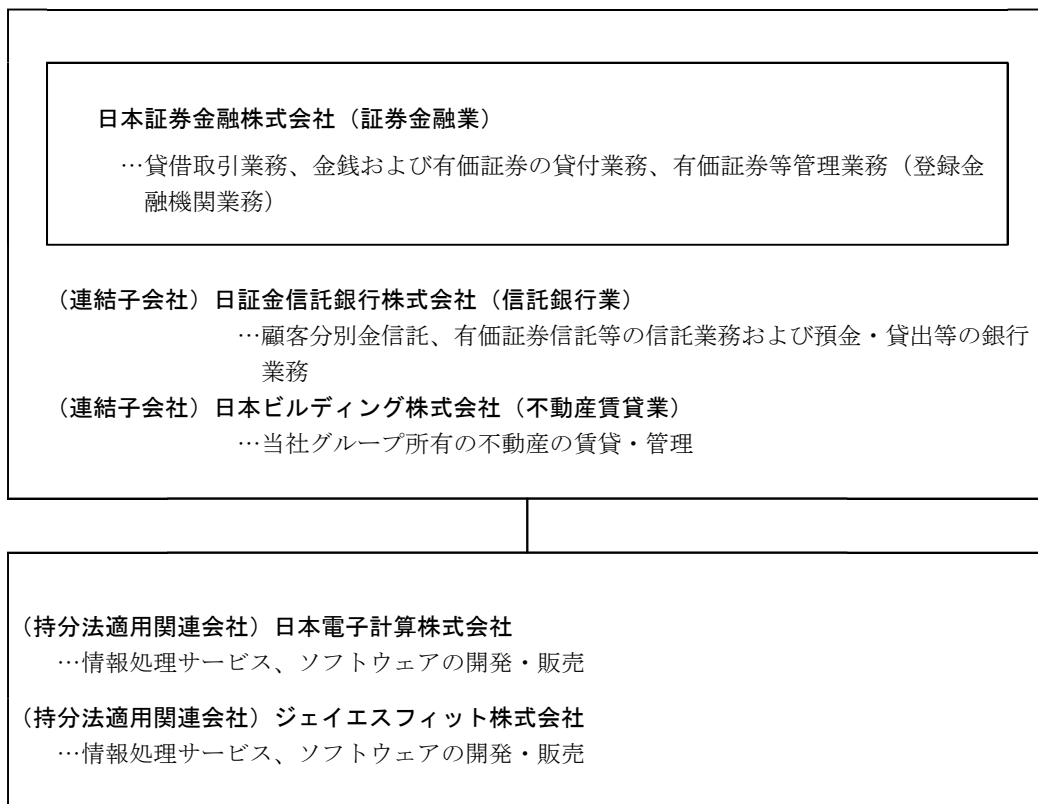 日本証券金融株式会社（証券金融業）
…貸借取引業務、金銭および有価証券の貸付業務、有価証券等管理業務（登録金
融機関業務）
（連結子会社）日証金信託銀行株式会社（信託銀行業）
…顧客分別金信託、有価証券信託等の信託業務および預金・貸出等の銀行
業務
（連結子会社）日本ビルディング株式会社（不動産賃貸業）
…当社グループ所有の不動産の賃貸・管理
（持分法適用関連会社）日本電子計算株式会社
…情報処理サービス、ソフトウェアの開発・販売
（持分法適用関連会社）ジェイエスフィット株式会社
…情報処理サービス、ソフトウェアの開発・販売